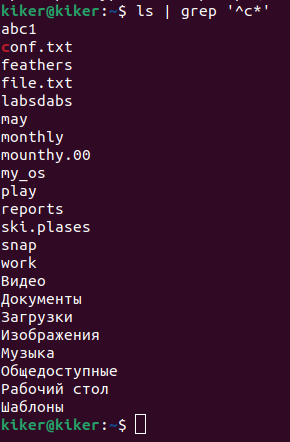 kiker@kiker:~$ ls | grep '^c*'
abc1
conf.txt
feathers
file.txt
labsdabs
may
monthly
mounthy.00
my_os
play
reports
ski.plases
snap
work
Видео
Документы
Загрузки
Изображения
Музыка
Общедоступные
Рабочий стол
Шаблоны
kiker@kiker:~$